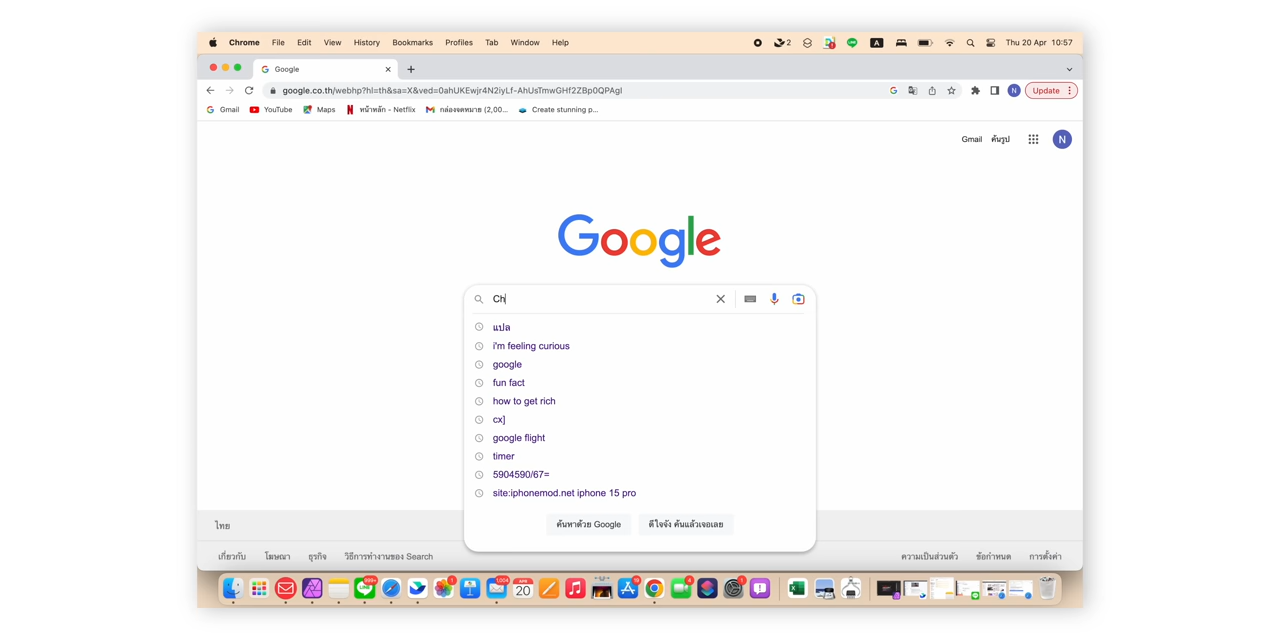 Chrome File Edit View History Bookmarks Profiles Tab Window Help 2 A Thu 20 Apr 10:57
Google
google.co.th/webhp?hl=th&sa=X&ved=0ahUKEwjr4N2iyLf-AhUsTmwGHf2ZBp0QPAgI N Update
Gmail YouTube Maps หน้าหลัก - Netflix กล่องจดหมาย (2,00... Create stunning p...
Gmail ค้นรูป N
Google
Ch
แปล
i'm feeling curious
google
fun fact
how to get rich
cx]
google flight
timer
5904590/67=
site:iphonemod.net iphone 15 pro
ค้นหาด้วย Google ดีใจจัง ค้นแล้วเจอเลย
ไทย
เกี่ยวกับ โฆษณา ธุรกิจ วิธีการทำงานของ Search ความเป็นส่วนตัว ข้อกำหนด การตั้งค่า
999+ 1 APR 20 19 4 1